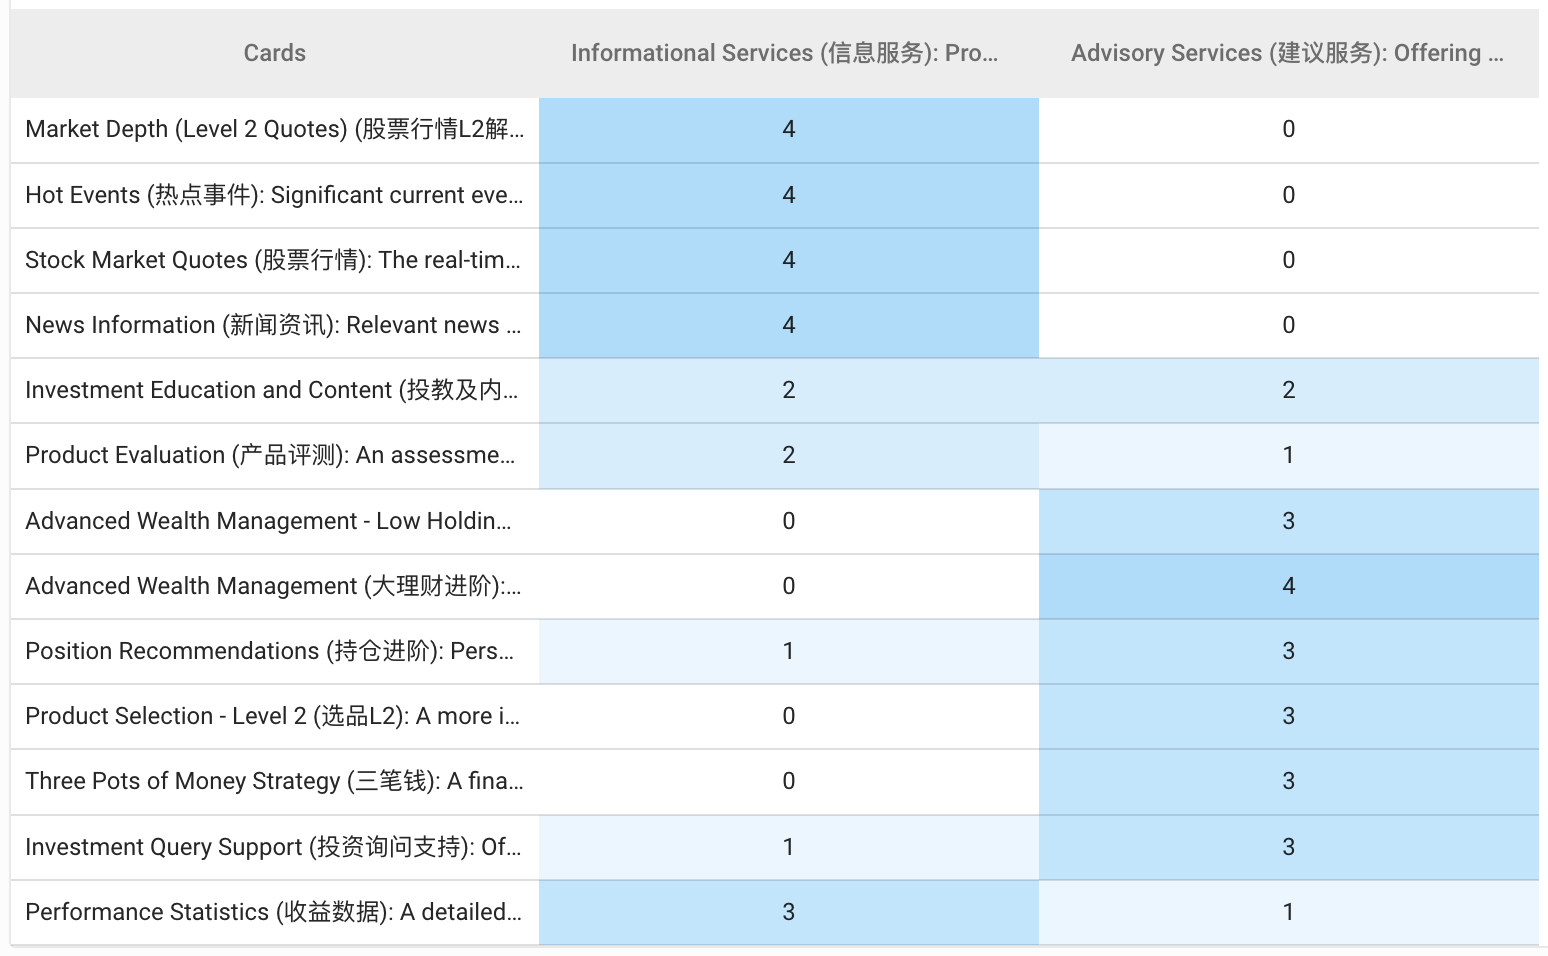 Cards Informational Services (信息服务): Pro... Advisory Services (建议服务): Offering ...
Market Depth (Level 2 Quotes) (股票行情L2解... 4 0
Hot Events (热点事件): Significant current eve... 4 0
Stock Market Quotes (股票行情): The real-tim... 4 0
News Information (新闻资讯): Relevant news ... 4 0
Investment Education and Content (投教及内... 2 2
Product Evaluation (产品评测): An assessme... 2 1
Advanced Wealth Management - Low Holdin... 0 3
Advanced Wealth Management (大理财进阶):... 0 4
Position Recommendations (持仓进阶): Pers... 1 3
Product Selection - Level 2 (选品L2): A more i... 0 3
Three Pots of Money Strategy (三笔钱): A fina... 0 3
Investment Query Support (投资询问支持): Of... 1 3
Performance Statistics (收益数据): A detailed... 3 1